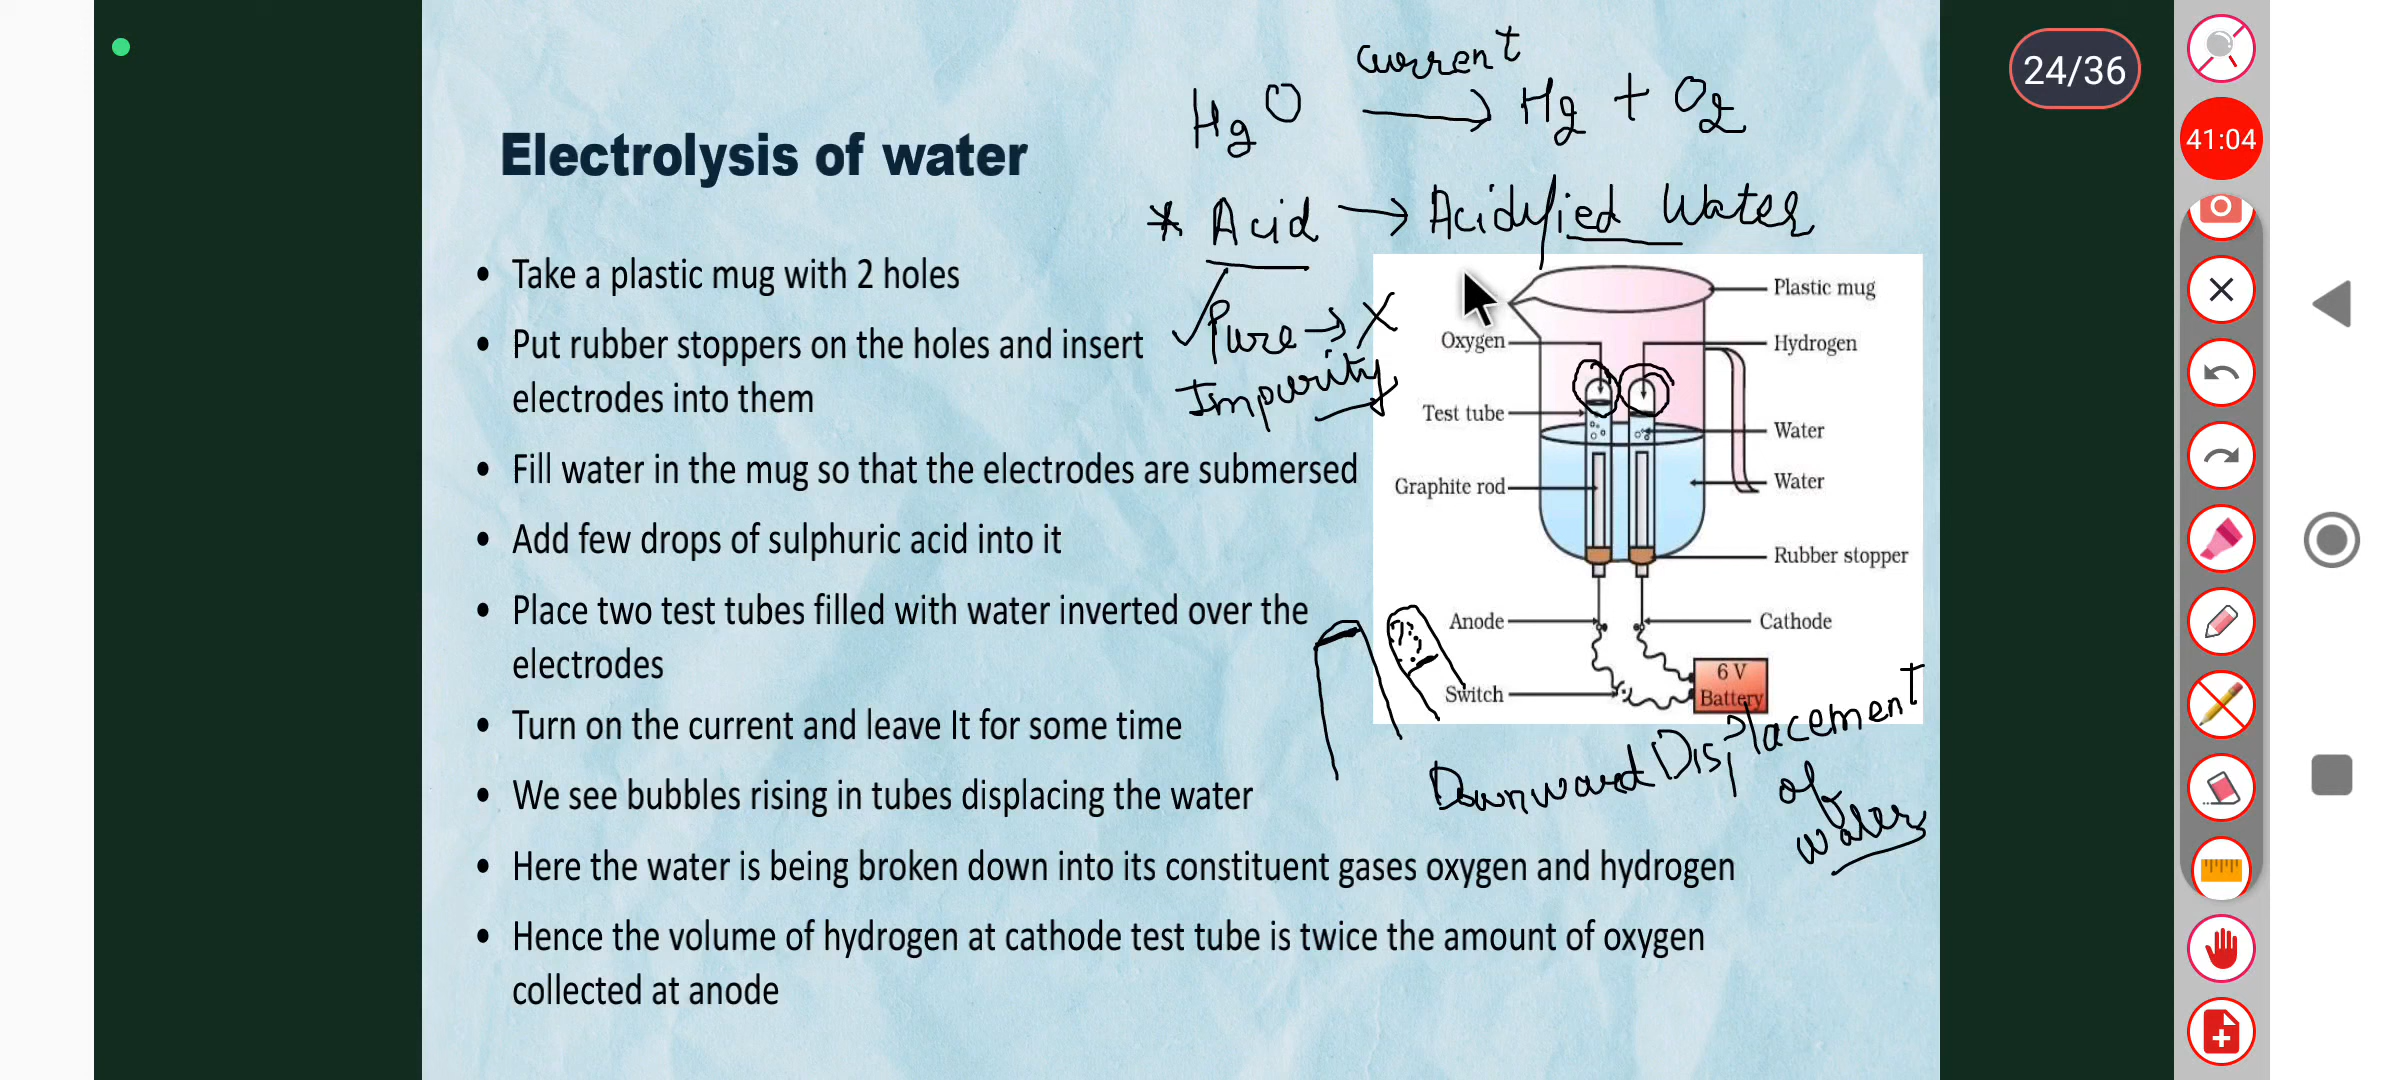 24/36
41:04
current
HgO → Hg + O2
Electrolysis of water
* Acid → Acidified Water
Pure → X
Impurity
• Take a plastic mug with 2 holes
• Put rubber stoppers on the holes and insert
electrodes into them
• Fill water in the mug so that the electrodes are submersed
• Add few drops of sulphuric acid into it
• Place two test tubes filled with water inverted over the
electrodes
• Turn on the current and leave It for some time
• We see bubbles rising in tubes displacing the water
• Here the water is being broken down into its constituent gases oxygen and hydrogen
• Hence the volume of hydrogen at cathode test tube is twice the amount of oxygen
collected at anode
Plastic mug
Oxygen
Hydrogen
Test tube
Water
Graphite rod
Water
Rubber stopper
Anode
Cathode
Switch
6 V
Battery
Downward Displacement
of
water